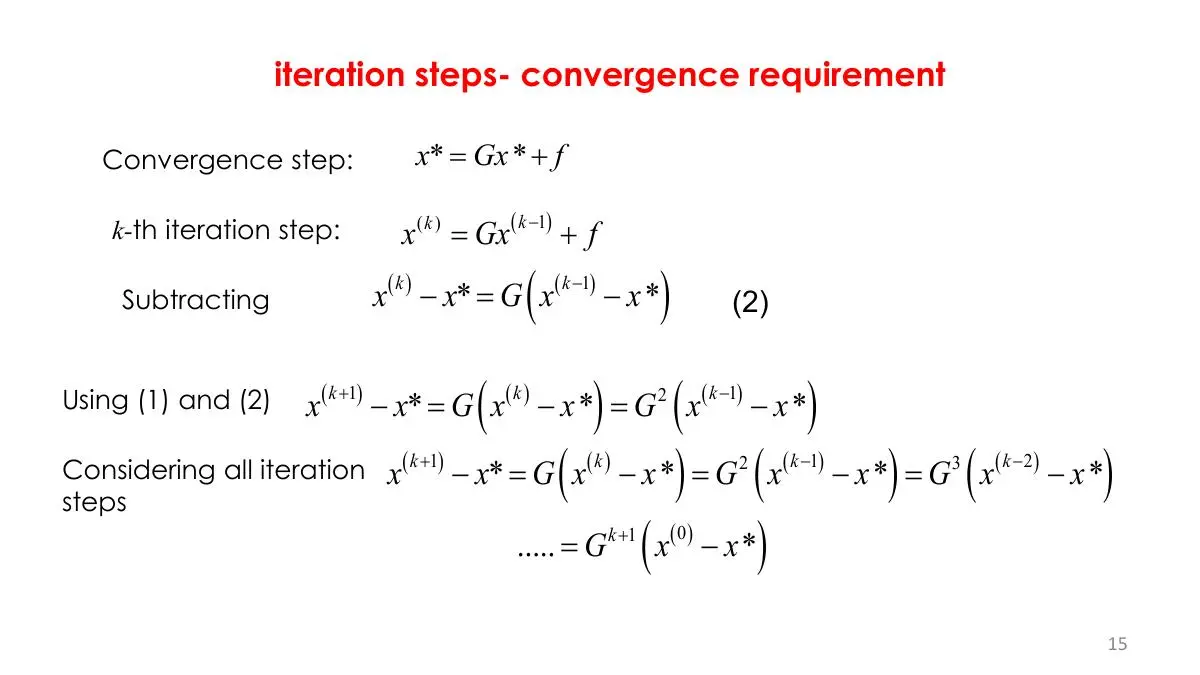 iteration steps- convergence requirement
Convergence step: x* = Gx* + f
k-th iteration step: x^(k) = Gx^(k−1) + f
Subtracting x^(k) − x* = G(x^(k−1) − x*) (2)
Using (1) and (2) x^(k+1) − x* = G(x^(k) − x*) = G^2(x^(k−1) − x*)
Considering all iteration x^(k+1) − x* = G(x^(k) − x*) = G^2(x^(k−1) − x*) = G^3(x^(k−2) − x*)
steps
..... = G^k+1(x^(0) − x*)
15